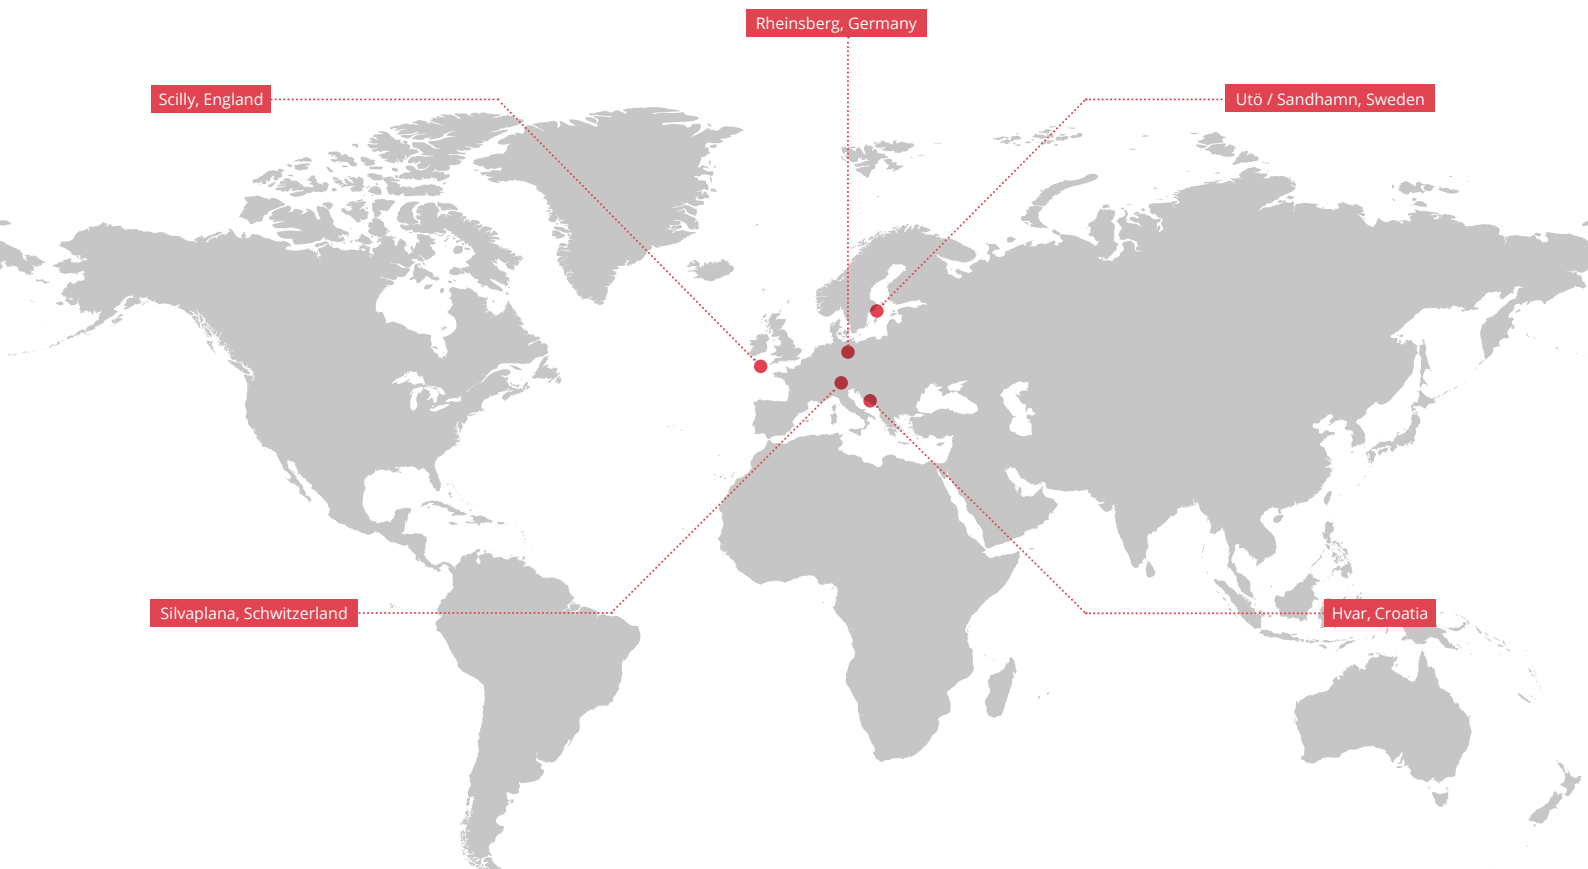 Rheinsberg, Germany
Scilly, England
Utö / Sandhamn, Sweden
Silvaplana, Schwitzerland
Hvar, Croatia